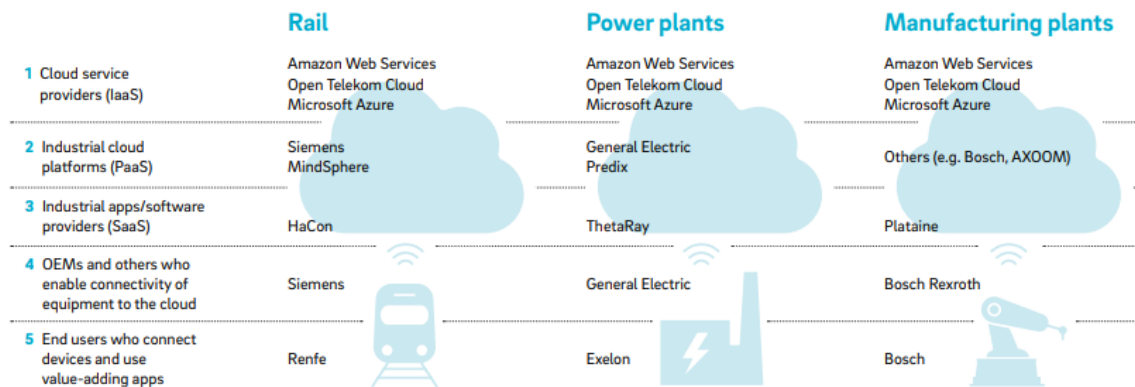 Rail
Power plants
Manufacturing plants
1 Cloud service
providers (IaaS)
Amazon Web Services
Open Telekom Cloud
Microsoft Azure
Amazon Web Services
Open Telekom Cloud
Microsoft Azure
Amazon Web Services
Open Telekom Cloud
Microsoft Azure
2 Industrial cloud
platforms (PaaS)
Siemens
MindSphere
General Electric
Predix
Others (e.g. Bosch, AXOOM)
3 Industrial apps/software
providers (SaaS)
HaCon
ThetaRay
Plataine
4 OEMs and others who
enable connectivity of
equipment to the cloud
Siemens
General Electric
Bosch Rexroth
5 End users who connect
devices and use
value-adding apps
Renfe
Exelon
Bosch